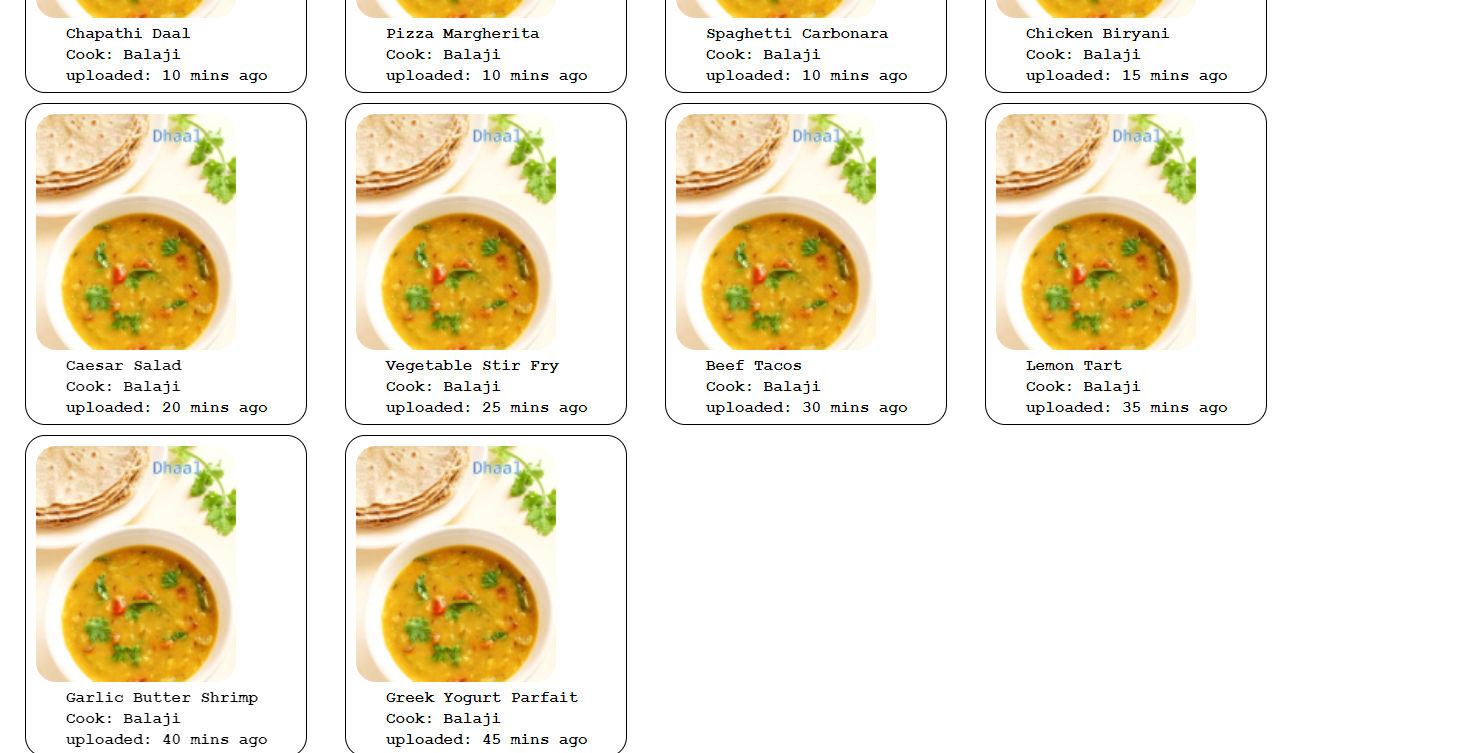 Chapathi Daal
Cook: Balaji
uploaded: 10 mins ago
Pizza Margherita
Cook: Balaji
uploaded: 10 mins ago
Spaghetti Carbonara
Cook: Balaji
uploaded: 10 mins ago
Chicken Biryani
Cook: Balaji
uploaded: 15 mins ago
Dhaal
Caesar Salad
Cook: Balaji
uploaded: 20 mins ago
Dhaal
Vegetable Stir Fry
Cook: Balaji
uploaded: 25 mins ago
Dhaal
Beef Tacos
Cook: Balaji
uploaded: 30 mins ago
Dhaal
Lemon Tart
Cook: Balaji
uploaded: 35 mins ago
Dhaal
Garlic Butter Shrimp
Cook: Balaji
uploaded: 40 mins ago
Dhaal
Greek Yogurt Parfait
Cook: Balaji
uploaded: 45 mins ago